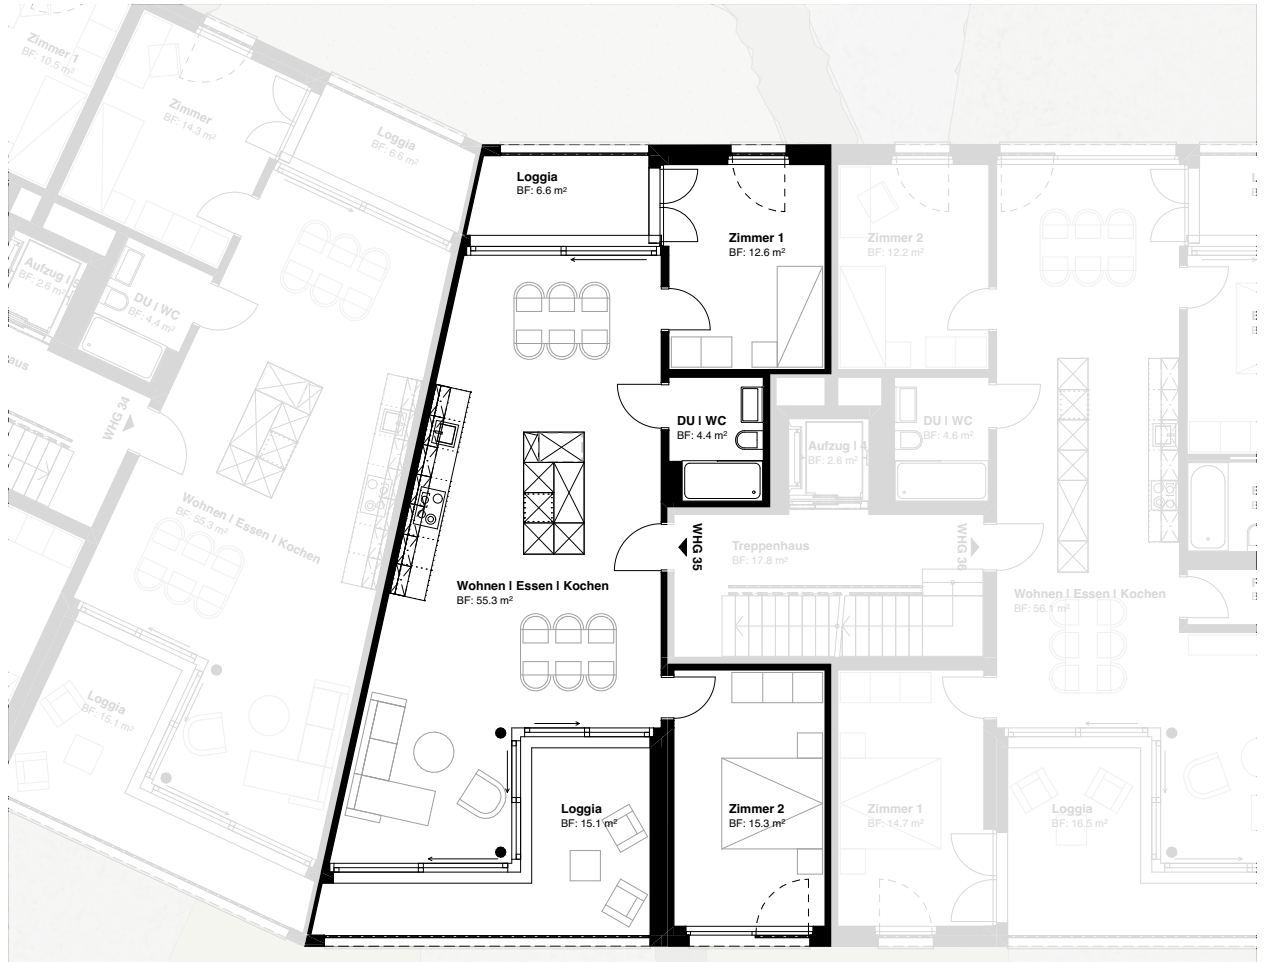 Zimmer 1
BF: 10.5 m²
Zimmer
BF: 14.3 m²
Loggia
BF: 6.6 m²
Aufzug I
BF: 2.6 m²
DU I WC
BF: 4.4 m²
aus
WHG 34
Wohnen I Essen I Kochen
BF: 55.3 m²
Loggia
BF: 15.1 m²
Loggia
BF: 6.6 m²
Zimmer 1
BF: 12.6 m²
DU I WC
BF: 4.4 m²
WHG 35
Wohnen I Essen I Kochen
BF: 55.3 m²
Loggia
BF: 15.1 m²
Zimmer 2
BF: 15.3 m²
Zimmer 2
BF: 12.2 m²
Aufzug I 4
BF: 2.6 m²
DU I WC
BF: 4.6 m²
Treppenhaus
BF: 17.8 m²
WHG 36
Wohnen I Essen I Kochen
BF: 56.1 m²
Zimmer 1
BF: 14.7 m²
Loggia
BF: 16.5 m²